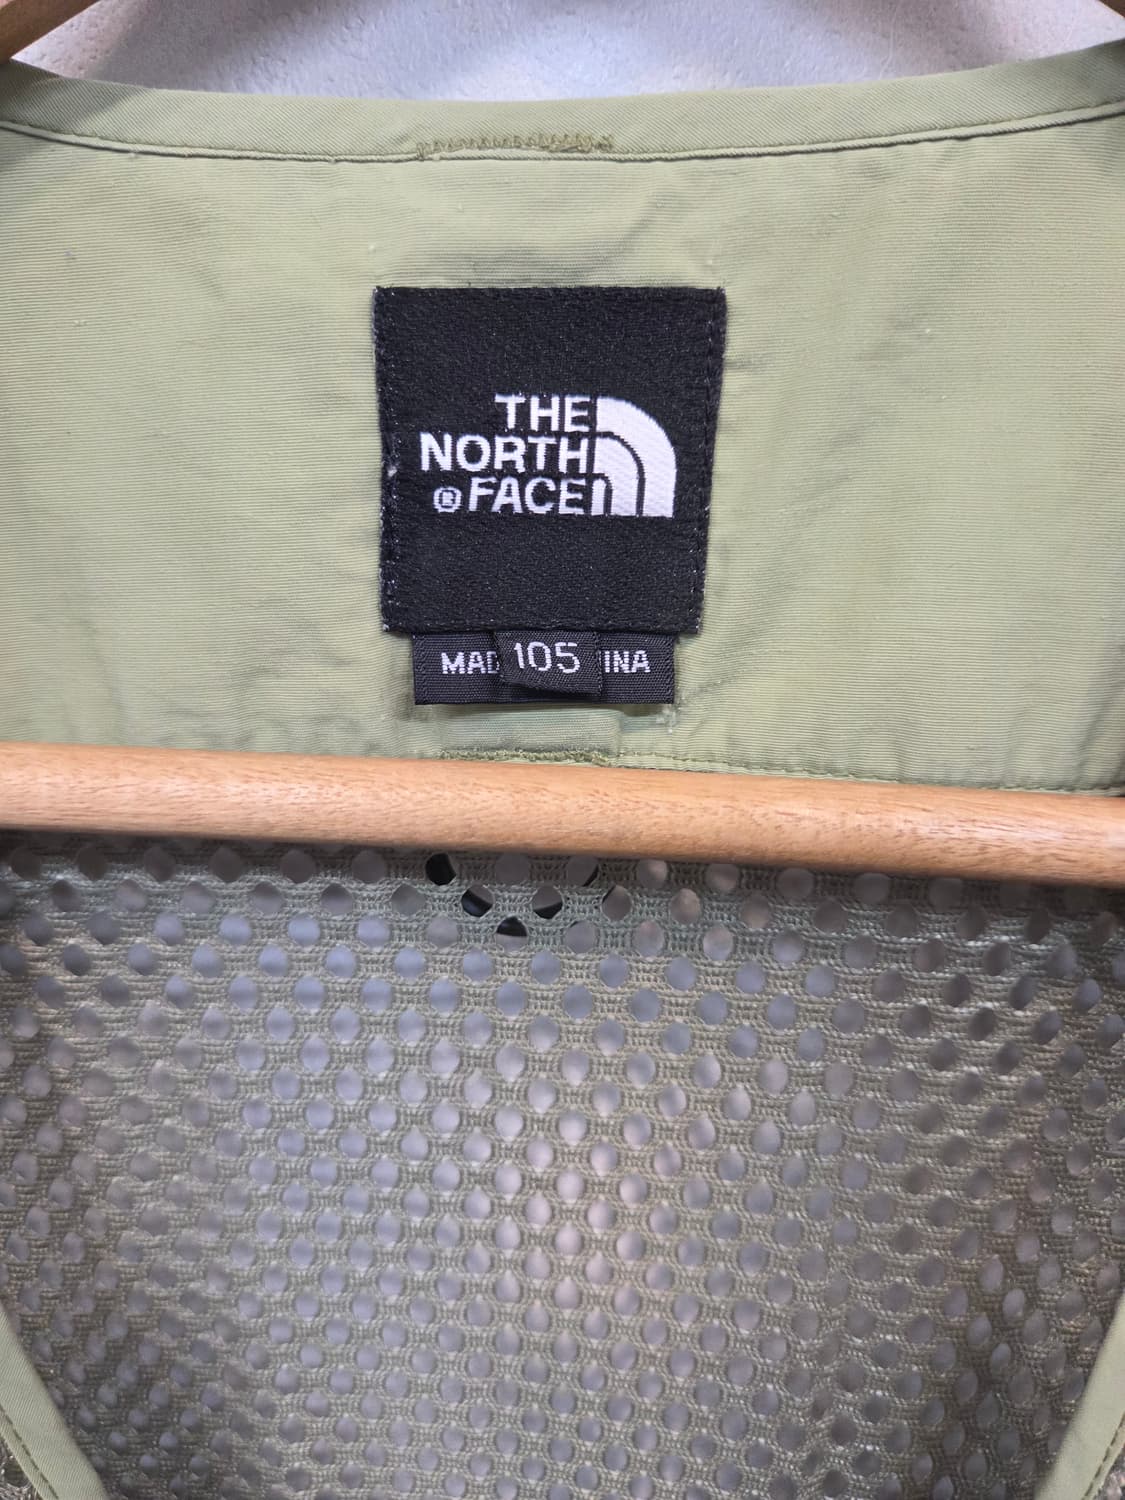 THE
NORTH
® FACE
MAD 105 INA